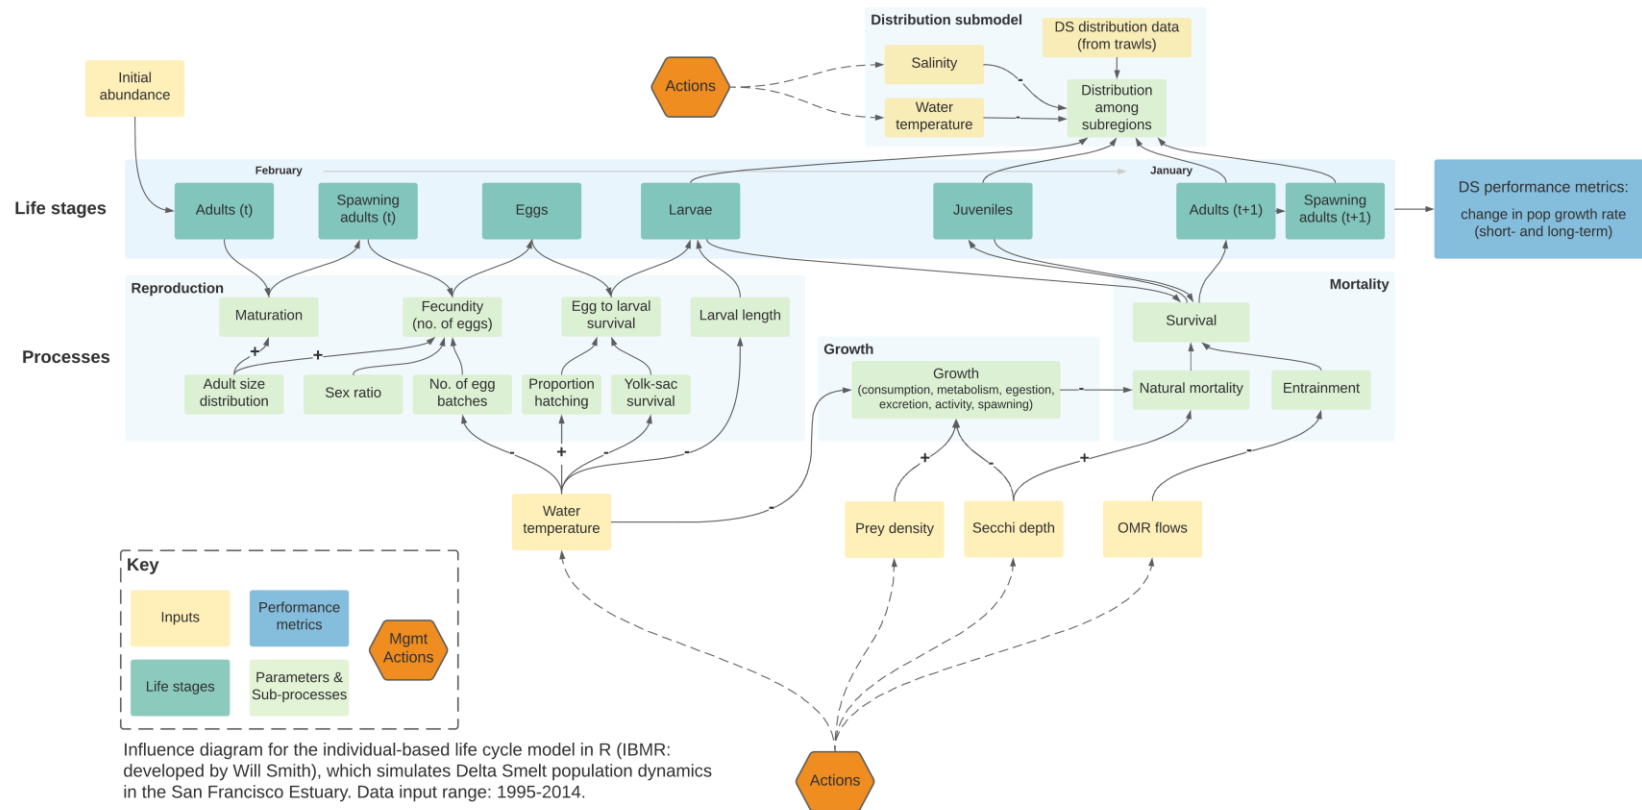 Distribution submodel
DS distribution data
(from trawls)
Initial
abundance
Actions
Salinity
-
Water
temperature
-
Distribution
among
subregions
February
January
Life stages
Adults (t)
Spawning
adults (t)
Eggs
Larvae
Juveniles
Adults (t+1)
Spawning
adults (t+1)
DS performance metrics:
change in pop growth rate
(short- and long-term)
Reproduction
Mortality
Maturation
Fecundity
(no. of eggs)
Egg to larval
survival
Larval length
Survival
Processes
+
+
Growth
Adult size
distribution
Sex ratio
No. of egg
batches
Proportion
hatching
Yolk-sac
survival
Growth
(consumption, metabolism, egestion,
excretion, activity, spawning)
-
Natural mortality
Entrainment
-
+
-
-
+
-
+
-
-
Water
temperature
Prey density
Secchi depth
OMR flows
Key
Inputs
Performance
metrics
Mgmt
Actions
Life stages
Parameters &
Sub-processes
Actions
Influence diagram for the individual-based life cycle model in R (IBMR:
developed by Will Smith), which simulates Delta Smelt population dynamics
in the San Francisco Estuary. Data input range: 1995-2014.